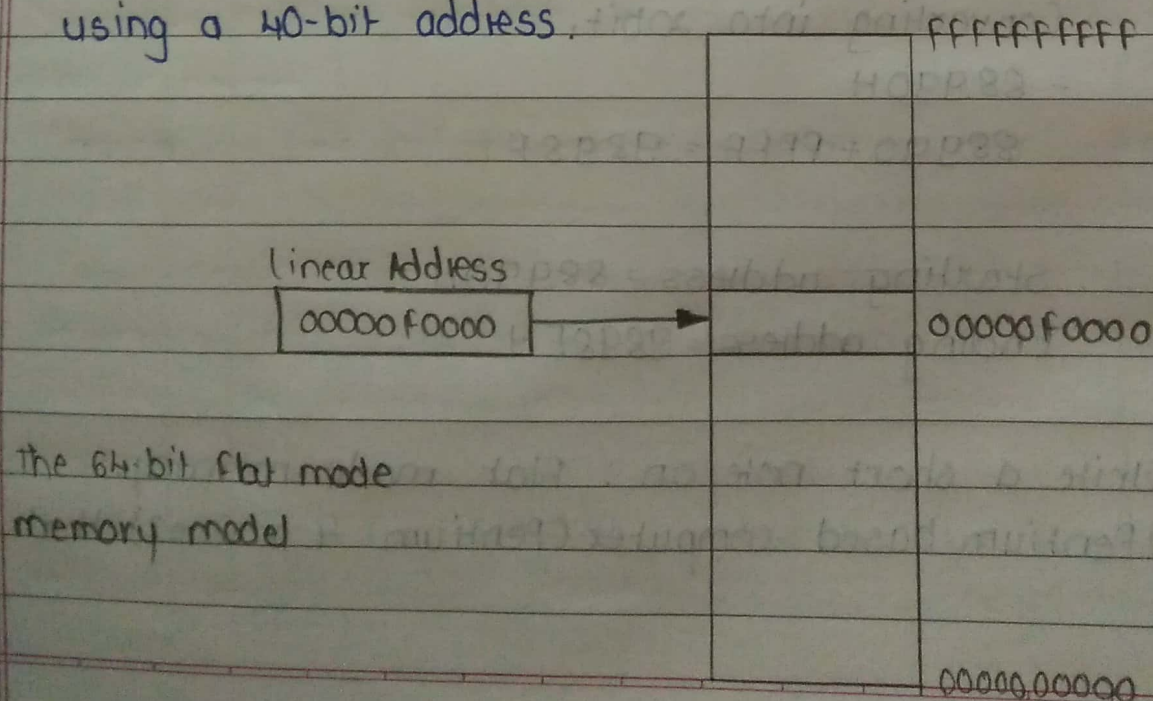 using a 40-bit address.
ffffffffff
linear Address
00000f0000
00000f0000
the 64-bit flat mode
memory model
0000000000